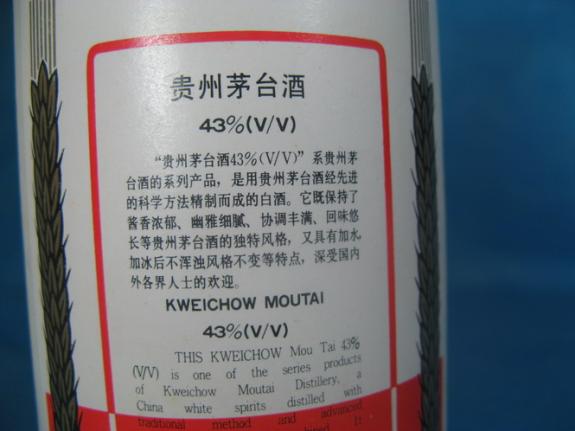 贵州茅台酒
43%(V/V)
“贵州茅台酒43%(V/V)”系贵州茅
台酒的系列产品，是用贵州茅台酒经先进
的科学方法精制而成的白酒。它既保持了
酱香浓郁、幽雅细腻、协调丰满、回味悠
长等贵州茅台酒的独特风格，又具有加水、
加冰后不浑浊风格不变等特点，深受国内
外各界人士的欢迎。
KWEICHOW MOUTAI
43%(V/V)
THIS KWEICHOW Mou Tai 43%
(V/V) is one of the series products
of Kweichow Moutai Distillery, a
China white spirits distilled with
traditional method and advanced
It